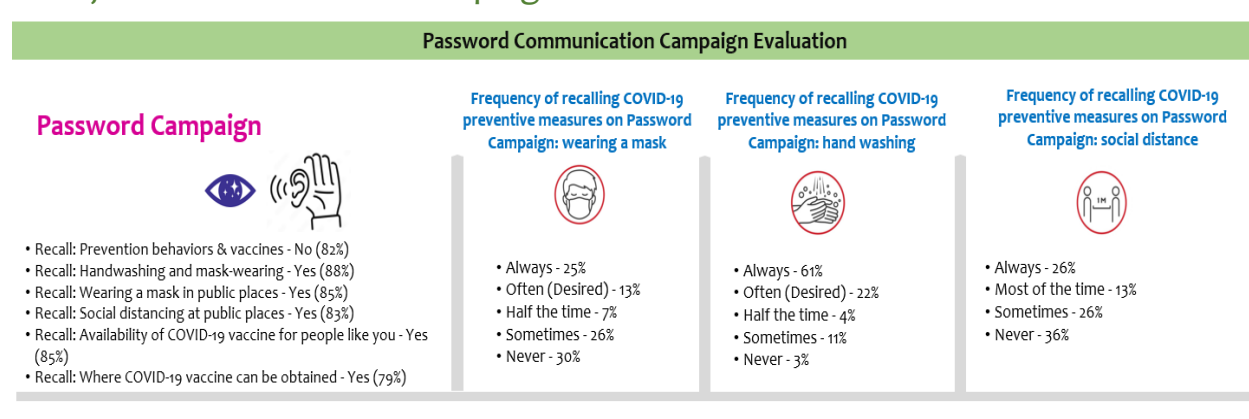 Password Communication Campaign Evaluation
Password Campaign
• Recall: Prevention behaviors & vaccines - No (82%)
• Recall: Handwashing and mask-wearing - Yes (88%)
• Recall: Wearing a mask in public places - Yes (85%)
• Recall: Social distancing at public places - Yes (83%)
• Recall: Availability of COVID-19 vaccine for people like you - Yes
(85%)
• Recall: Where COVID-19 vaccine can be obtained - Yes (79%)
Frequency of recalling COVID-19
preventive measures on Password
Campaign: wearing a mask
• Always - 25%
• Often (Desired) - 13%
• Half the time - 7%
• Sometimes - 26%
• Never - 30%
Frequency of recalling COVID-19
preventive measures on Password
Campaign: hand washing
• Always - 61%
• Often (Desired) - 22%
• Half the time - 4%
• Sometimes - 11%
• Never - 3%
Frequency of recalling COVID-19
preventive measures on Password
Campaign: social distance
1M
• Always - 26%
• Most of the time - 13%
• Sometimes - 26%
• Never - 36%